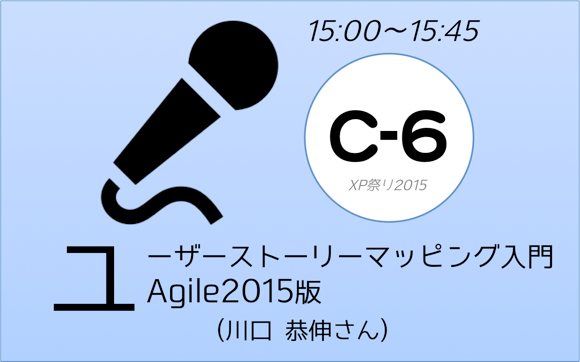 15:00～15:45
C-6
XP祭り2015
ユーザーストーリーマッピング入門
Agile2015版
（川口 恭伸さん）